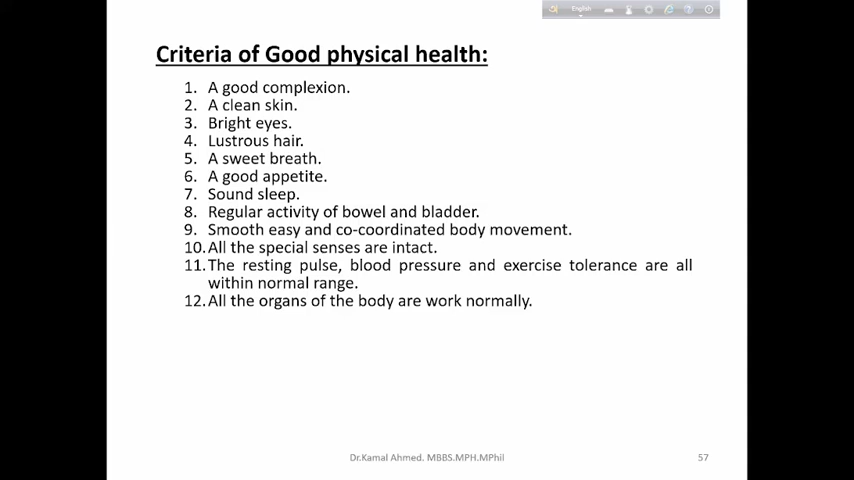 English
Criteria of Good physical health:
1. A good complexion.
2. A clean skin.
3. Bright eyes.
4. Lustrous hair.
5. A sweet breath.
6. A good appetite.
7. Sound sleep.
8. Regular activity of bowel and bladder.
9. Smooth easy and co-coordinated body movement.
10. All the special senses are intact.
11. The resting pulse, blood pressure and exercise tolerance are all
within normal range.
12. All the organs of the body are work normally.
Dr.Kamal Ahmed. MBBS.MPH.MPhil
57